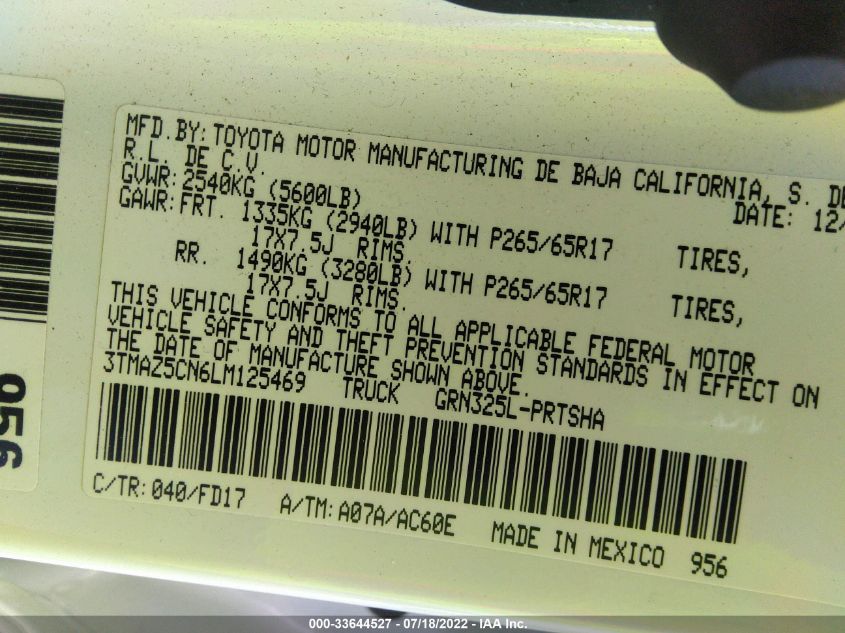 MFD.BY:TOYOTA MOTOR MANUFACTURING DE BAJA CALIFORNIA, S. DE
R.L. DE C.V.
DATE: 12/
GVWR:2540KG (5600LB)
GAWR:FRT. 1335KG (2940LB) WITH P265/65R17 TIRES,
17X7.5J RIMS.
RR. 1490KG (3280LB) WITH P265/65R17 TIRES,
17X7.5J RIMS.
THIS VEHICLE CONFORMS TO ALL APPLICABLE FEDERAL MOTOR
VEHICLE SAFETY AND THEFT PREVENTION STANDARDS IN EFFECT ON
THE DATE OF MANUFACTURE SHOWN ABOVE.
3TMAZ5CN6LM125469 TRUCK GRN325L-PRTSHA
C/TR:040/FD17 A/TM:A07A/AC60E MADE IN MEXICO 956
956
000-33644527 - 07/18/2022 - IAA Inc.